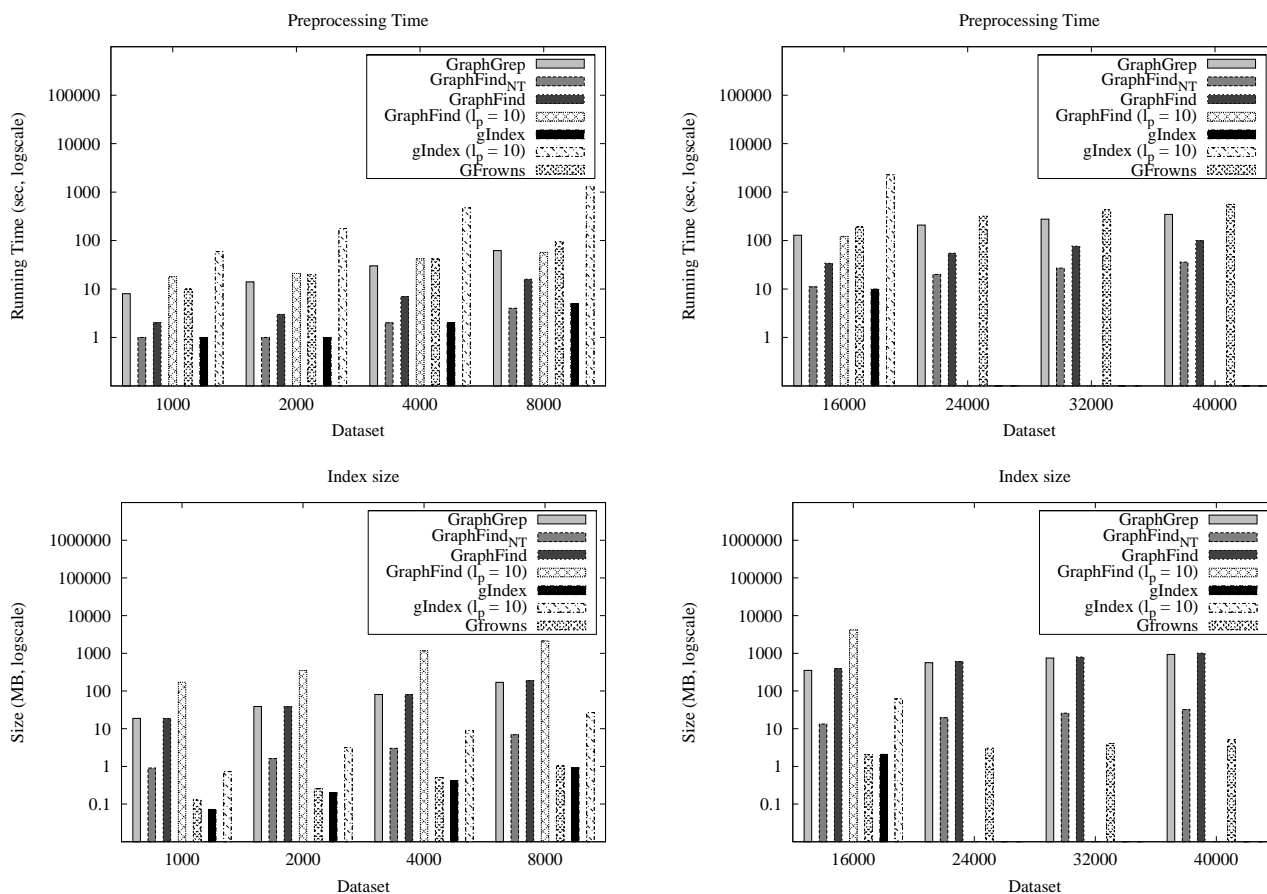 Preprocessing Time
Running Time (sec, logscale)
100000
10000
1000
100
10
1
GraphGrep
GraphFind_NT
GraphFind
GraphFind (l_p = 10)
gIndex
gIndex (l_p = 10)
GFrowns
1000 2000 4000 8000
Dataset
Preprocessing Time
Running Time (sec, logscale)
100000
10000
1000
100
10
1
GraphGrep
GraphFind_NT
GraphFind
GraphFind (l_p = 10)
gIndex
gIndex (l_p = 10)
GFrowns
16000 24000 32000 40000
Dataset
Index size
Size (MB, logscale)
1000000
100000
10000
1000
100
10
1
0.1
GraphGrep
GraphFind_NT
GraphFind
GraphFind (l_p = 10)
gIndex
gIndex (l_p = 10)
Gfrowns
1000 2000 4000 8000
Dataset
Index size
Size (MB, logscale)
1000000
100000
10000
1000
100
10
1
0.1
GraphGrep
GraphFind_NT
GraphFind
GraphFind (l_p = 10)
gIndex
gIndex (l_p = 10)
Gfrowns
16000 24000 32000 40000
Dataset